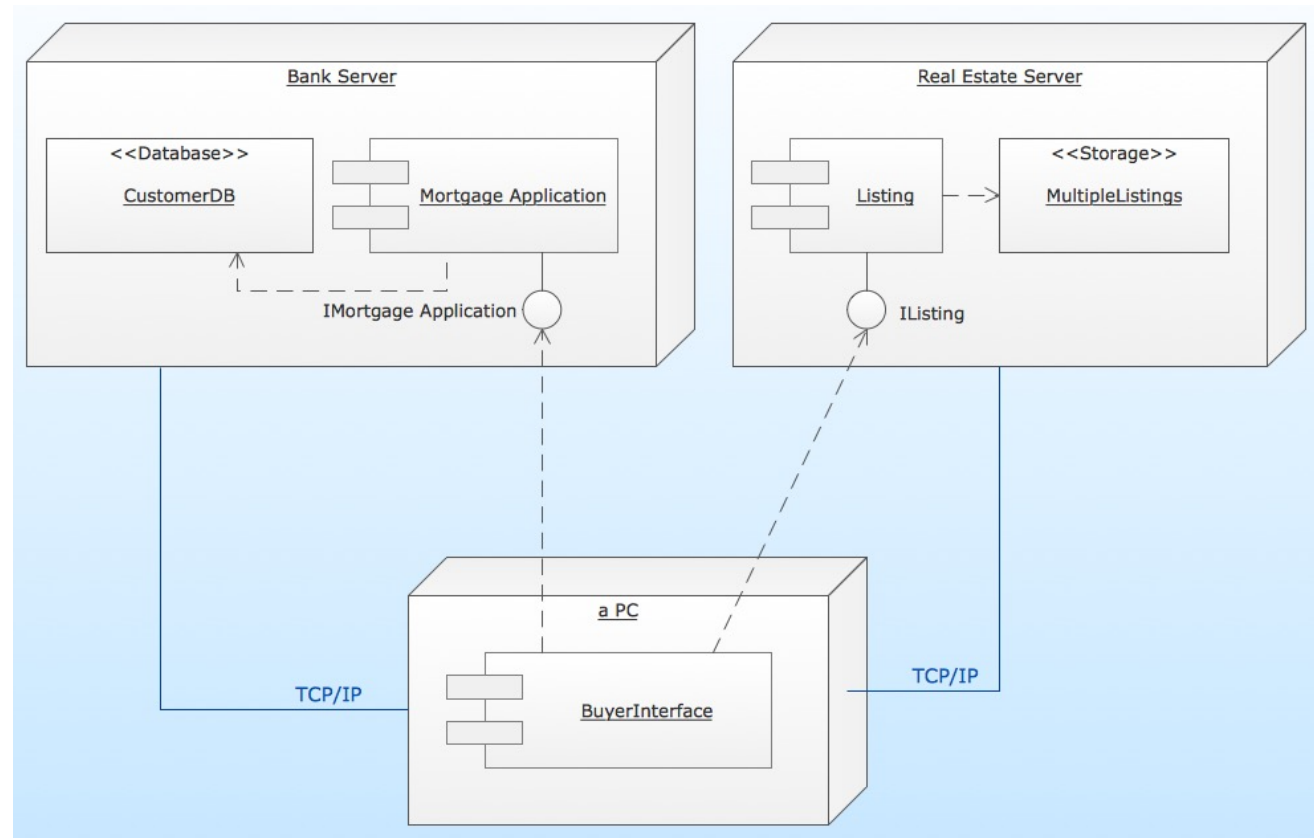 Bank Server
<<Database>>
CustomerDB
Mortgage Application
IMortgage Application
Real Estate Server
Listing
<<Storage>>
MultipleListings
IListing
a PC
BuyerInterface
TCP/IP
TCP/IP